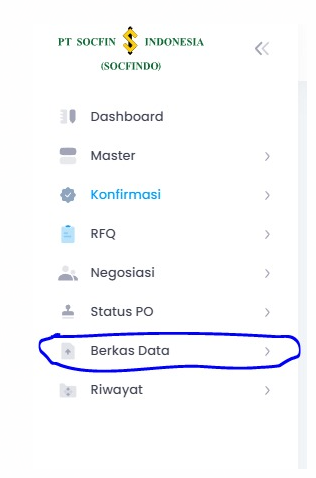 PT SOCFIN INDONESIA
(SOCFINDO)
Dashboard
Master
Konfirmasi
RFQ
Negosiasi
Status PO
Berkas Data
Riwayat